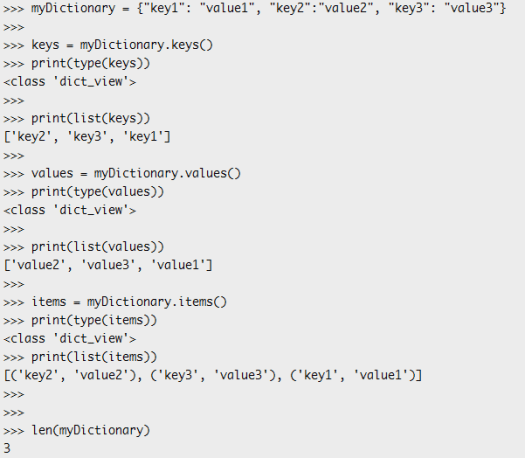 >>> myDictionary = {"key1": "value1", "key2":"value2", "key3": "value3"}
>>>
>>> keys = myDictionary.keys()
>>> print(type(keys))
<class 'dict_view'>
>>>
>>> print(list(keys))
['key2', 'key3', 'key1']
>>>
>>> values = myDictionary.values()
>>> print(type(values))
<class 'dict_view'>
>>>
>>> print(list(values))
['value2', 'value3', 'value1']
>>>
>>> items = myDictionary.items()
>>> print(type(items))
<class 'dict_view'>
>>> print(list(items))
[('key2', 'value2'), ('key3', 'value3'), ('key1', 'value1')]
>>>
>>>
>>> len(myDictionary)
3